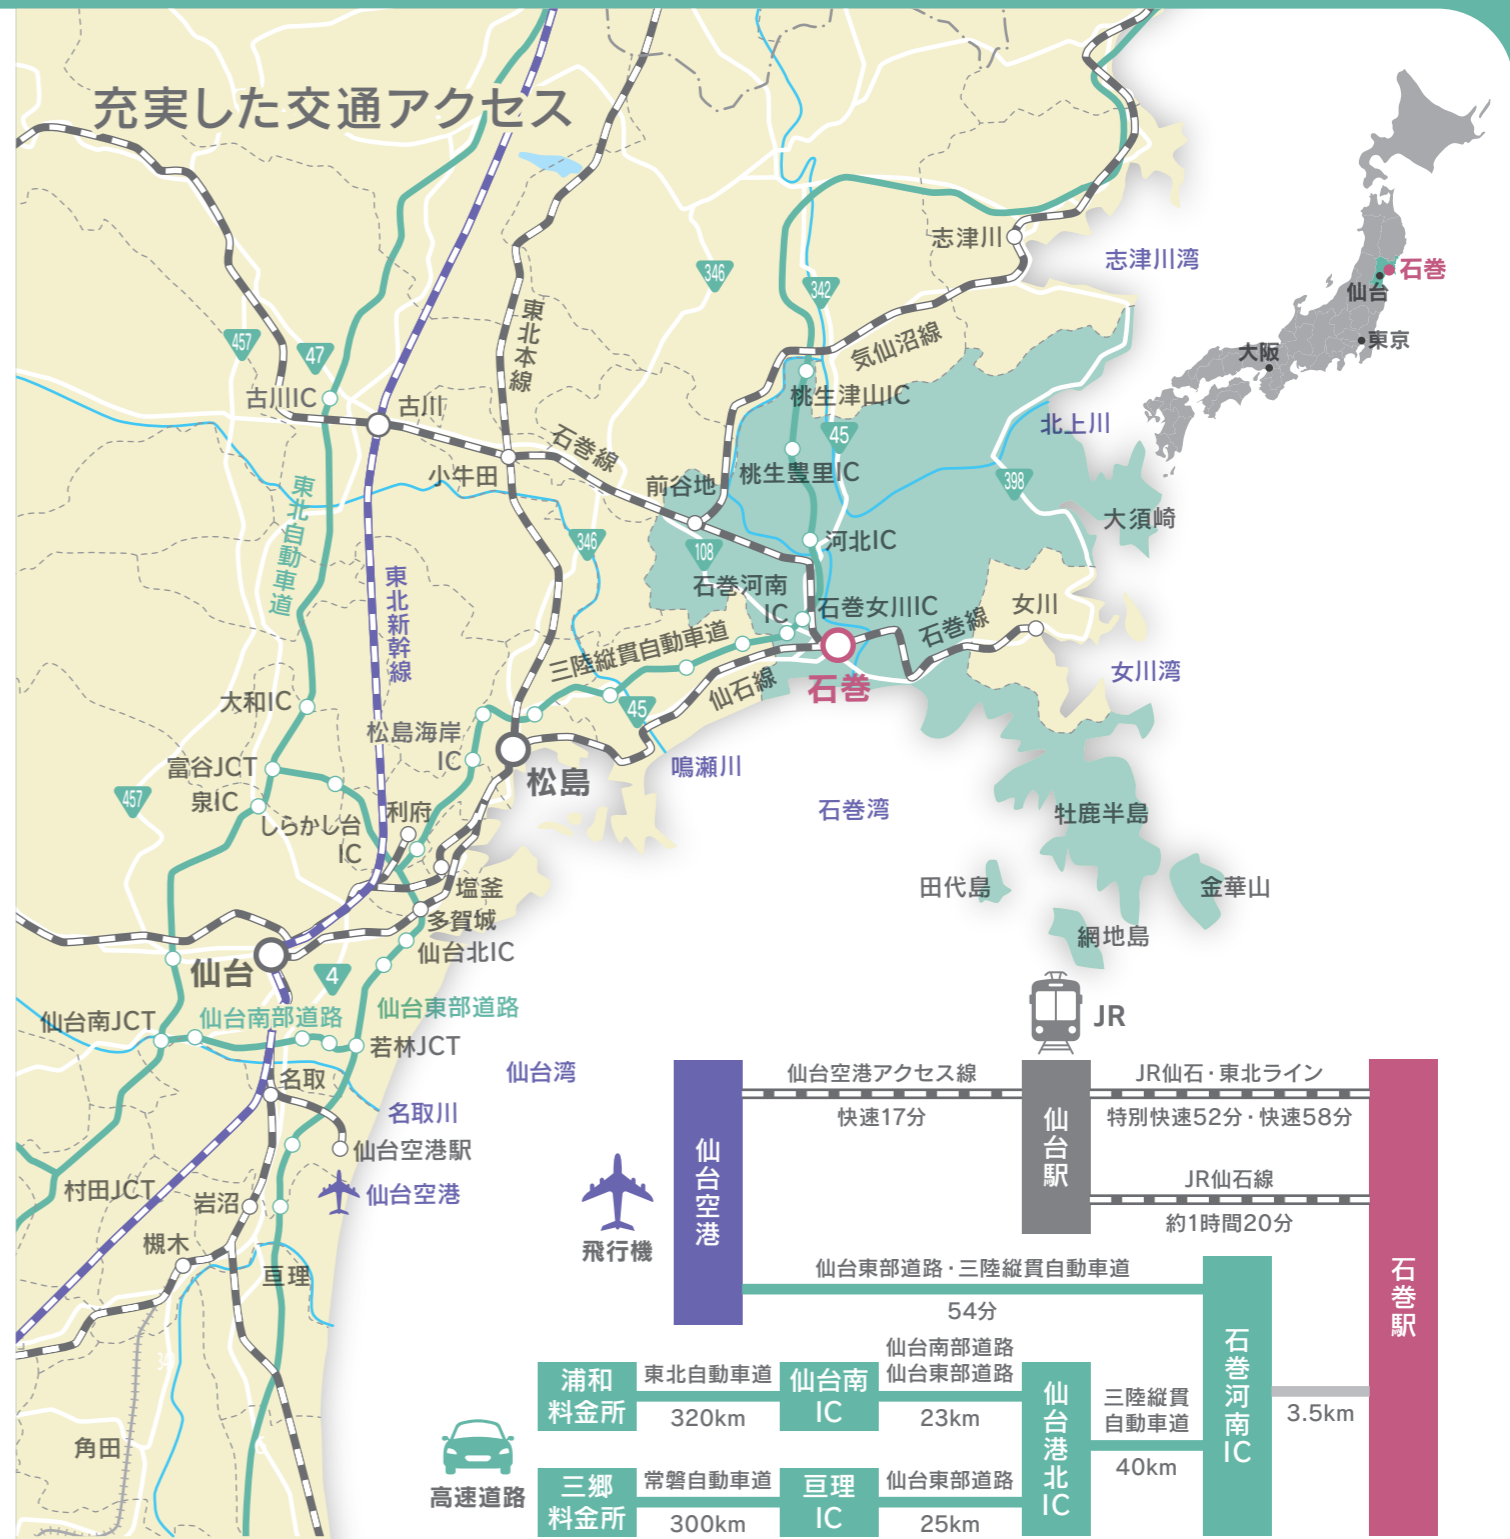 充実した交通アクセス
志津川
志津川湾
石巻
仙台
東京
大阪
346
342
457
47
東北本線
気仙沼線
古川IC
古川
桃生津山IC
45
北上川
石巻線
小牛田
前谷地
桃生豊里IC
398
大須崎
東北自動車道
346
108
河北IC
東北新幹線
石巻河南
IC
石巻女川IC
石巻線
女川
三陸縦貫自動車道
女川湾
仙石線
石巻
大和IC
45
松島海岸
IC
鳴瀬川
富谷JCT
松島
泉IC
457
石巻湾
牡鹿半島
利府
しらかし台
IC
塩釜
田代島
金華山
多賀城
網地島
仙台北IC
仙台
4
仙台東部道路
仙台南JCT
仙台南部道路
若林JCT
仙台湾
名取
名取川
仙台空港駅
村田JCT
岩沼
仙台空港
槻木
亘理
角田
JR
仙台空港アクセス線
快速17分
JR仙石・東北ライン
特別快速52分・快速58分
仙台空港
仙台駅
JR仙石線
約1時間20分
飛行機
石巻駅
仙台東部道路・三陸縦貫自動車道
54分
石巻河南IC
浦和
料金所
東北自動車道
320km
仙台南
IC
仙台南部道路
仙台東部道路
23km
仙台港北IC
三陸縦貫
自動車道
40km
3.5km
高速道路
三郷
料金所
常磐自動車道
300km
亘理
IC
仙台東部道路
25km